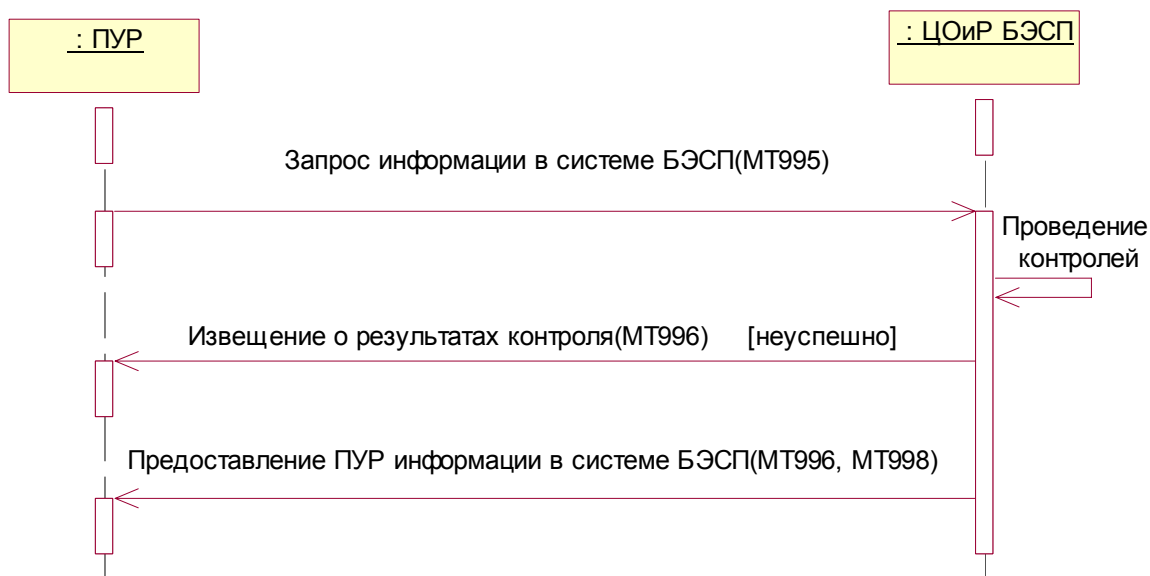 : ПУР
: ЦОиР БЭСП
Запрос информации в системе БЭСП(МТ995)
Проведение
контролей
Извещение о результатах контроля(МТ996) [неуспешно]
Предоставление ПУР информации в системе БЭСП(МТ996, МТ998)